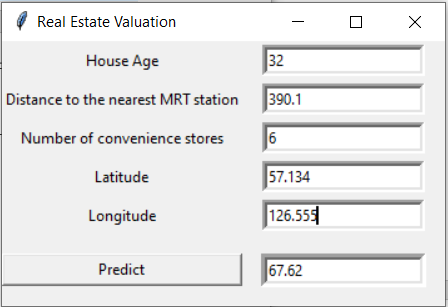 Real Estate Valuation
House Age 32
Distance to the nearest MRT station 390.1
Number of convenience stores 6
Latitude 57.134
Longitude 126.555
Predict 67.62